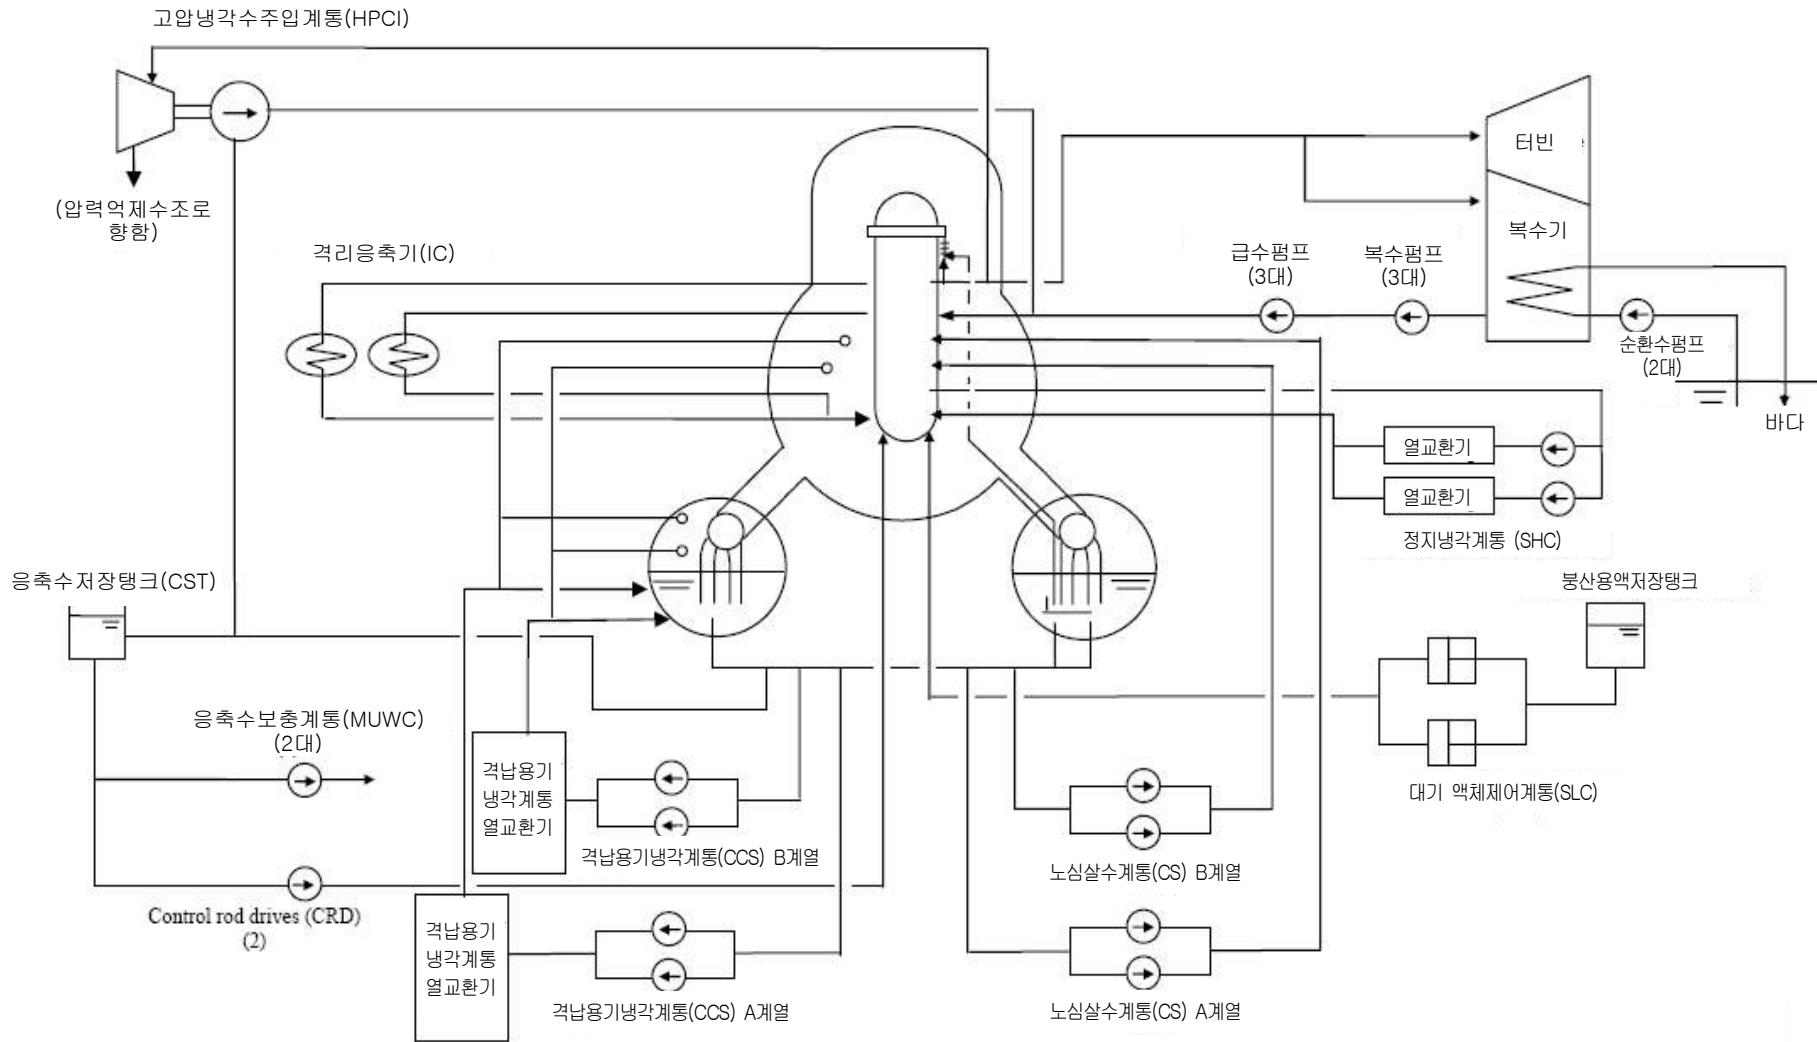 고압냉각수주입계통(HPCI)
(압력억제수조로
향함)
격리응축기(IC)
터빈
복수기
급수펌프
(3대)
복수펌프
(3대)
순환수펌프
(2대)
바다
열교환기
열교환기
정지냉각계통 (SHC)
응축수저장탱크(CST)
붕산용액저장탱크
응축수보충계통(MUWC)
(2대)
격납용기
냉각계통
열교환기
격납용기냉각계통(CCS) B계열
노심살수계통(CS) B계열
대기 액체제어계통(SLC)
Control rod drives (CRD)
(2)
격납용기
냉각계통
열교환기
격납용기냉각계통(CCS) A계열
노심살수계통(CS) A계열